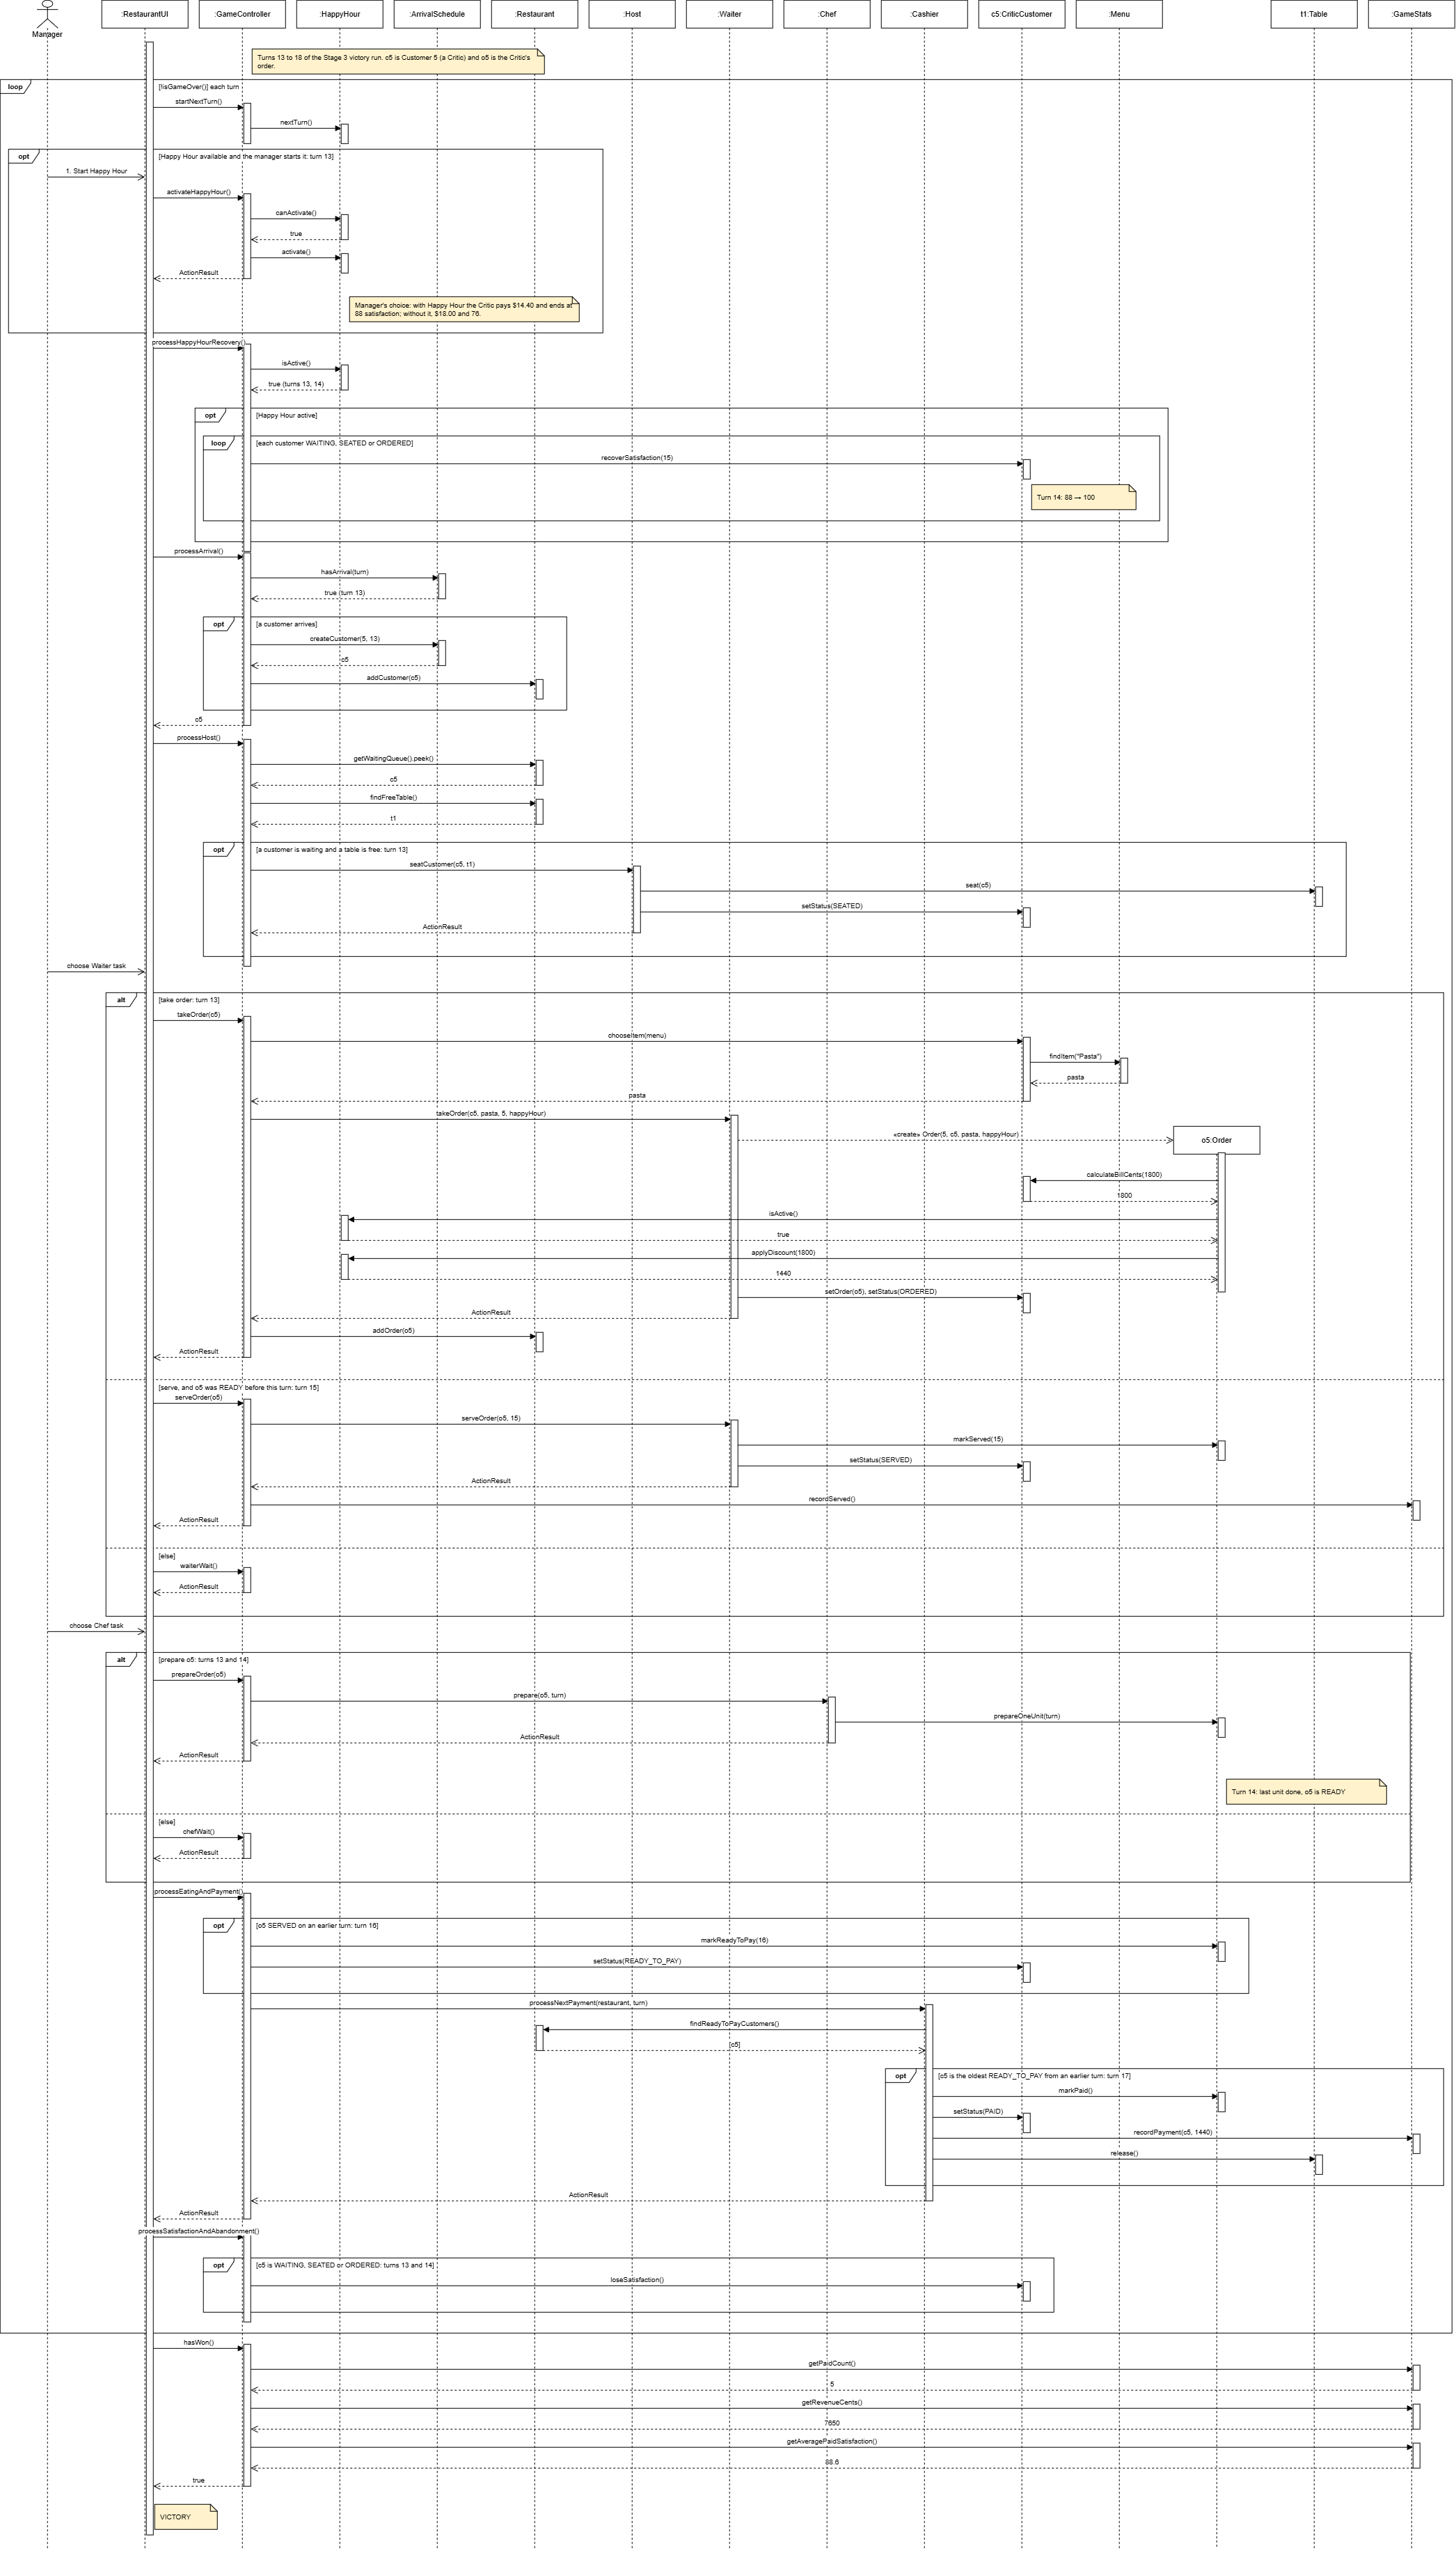 Manager
:RestaurantUI
:GameController
:HappyHour
:ArrivalSchedule
:Restaurant
:Host
:Waiter
:Chef
:Cashier
c5:CriticCustomer
:Menu
t1:Table
:GameStats
Turns 13 to 18 of the Stage 3 victory run. c5 is Customer 5 (a Critic) and o5 is the Critic's
order.
loop
[!isGameOver()] each turn
startNextTurn()
nextTurn()
opt
[Happy Hour available and the manager starts it: turn 13]
1. Start Happy Hour
activateHappyHour()
canActivate()
true
activate()
ActionResult
Manager's choice: with Happy Hour the Critic pays $14.40 and ends at
88 satisfaction; without it, $18.00 and 76.
processHappyHourRecovery()
isActive()
true (turns 13, 14)
opt
[Happy Hour active]
loop
[each customer WAITING, SEATED or ORDERED]
recoverSatisfaction(15)
Turn 14: 88 → 100
processArrival()
hasArrival(turn)
true (turn 13)
opt
[a customer arrives]
createCustomer(5, 13)
c5
addCustomer(c5)
c5
processHost()
getWaitingQueue().peek()
c5
findFreeTable()
t1
opt
[a customer is waiting and a table is free: turn 13]
seatCustomer(c5, t1)
seat(c5)
setStatus(SEATED)
ActionResult
choose Waiter task
alt
[take order: turn 13]
takeOrder(c5)
chooseItem(menu)
findItem("Pasta")
pasta
pasta
takeOrder(c5, pasta, 5, happyHour)
«create» Order(5, c5, pasta, happyHour)
o5:Order
calculateBillCents(1800)
1800
isActive()
true
applyDiscount(1800)
1440
setOrder(o5), setStatus(ORDERED)
ActionResult
addOrder(o5)
ActionResult
[serve, and o5 was READY before this turn: turn 15]
serveOrder(o5)
serveOrder(o5, 15)
markServed(15)
setStatus(SERVED)
ActionResult
recordServed()
ActionResult
[else]
waiterWait()
ActionResult
choose Chef task
alt
[prepare o5: turns 13 and 14]
prepareOrder(o5)
prepare(o5, turn)
prepareOneUnit(turn)
ActionResult
ActionResult
Turn 14: last unit done, o5 is READY
[else]
chefWait()
ActionResult
processEatingAndPayment()
opt
[o5 SERVED on an earlier turn: turn 16]
markReadyToPay(16)
setStatus(READY_TO_PAY)
processNextPayment(restaurant, turn)
findReadyToPayCustomers()
[c5]
opt
[c5 is the oldest READY_TO_PAY from an earlier turn: turn 17]
markPaid()
setStatus(PAID)
recordPayment(c5, 1440)
release()
ActionResult
ActionResult
processSatisfactionAndAbandonment()
opt
[c5 is WAITING, SEATED or ORDERED: turns 13 and 14]
loseSatisfaction()
hasWon()
getPaidCount()
5
getRevenueCents()
7650
getAveragePaidSatisfaction()
88.6
true
VICTORY